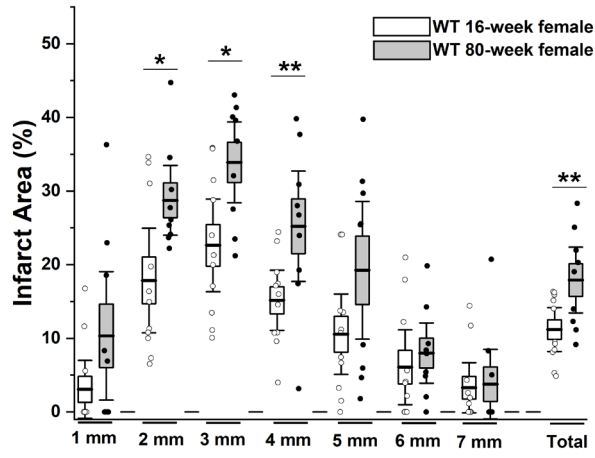 WT 16-week female
WT 80-week female
Infarct Area (%)
50
40
30
20
10
0
* * ** **
1 mm 2 mm 3 mm 4 mm 5 mm 6 mm 7 mm Total